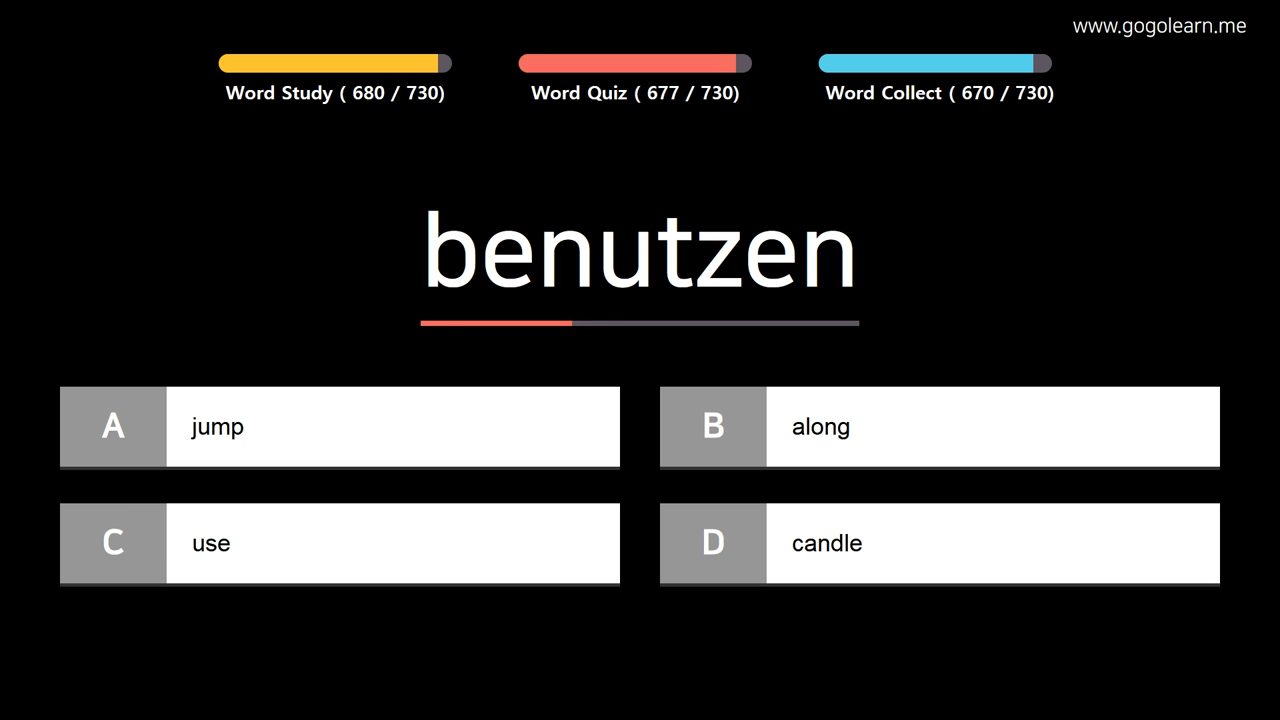 www.gogolearn.me
Word Study ( 680 / 730)
Word Quiz ( 677 / 730)
Word Collect ( 670 / 730)
benutzen
A jump
B along
C use
D candle